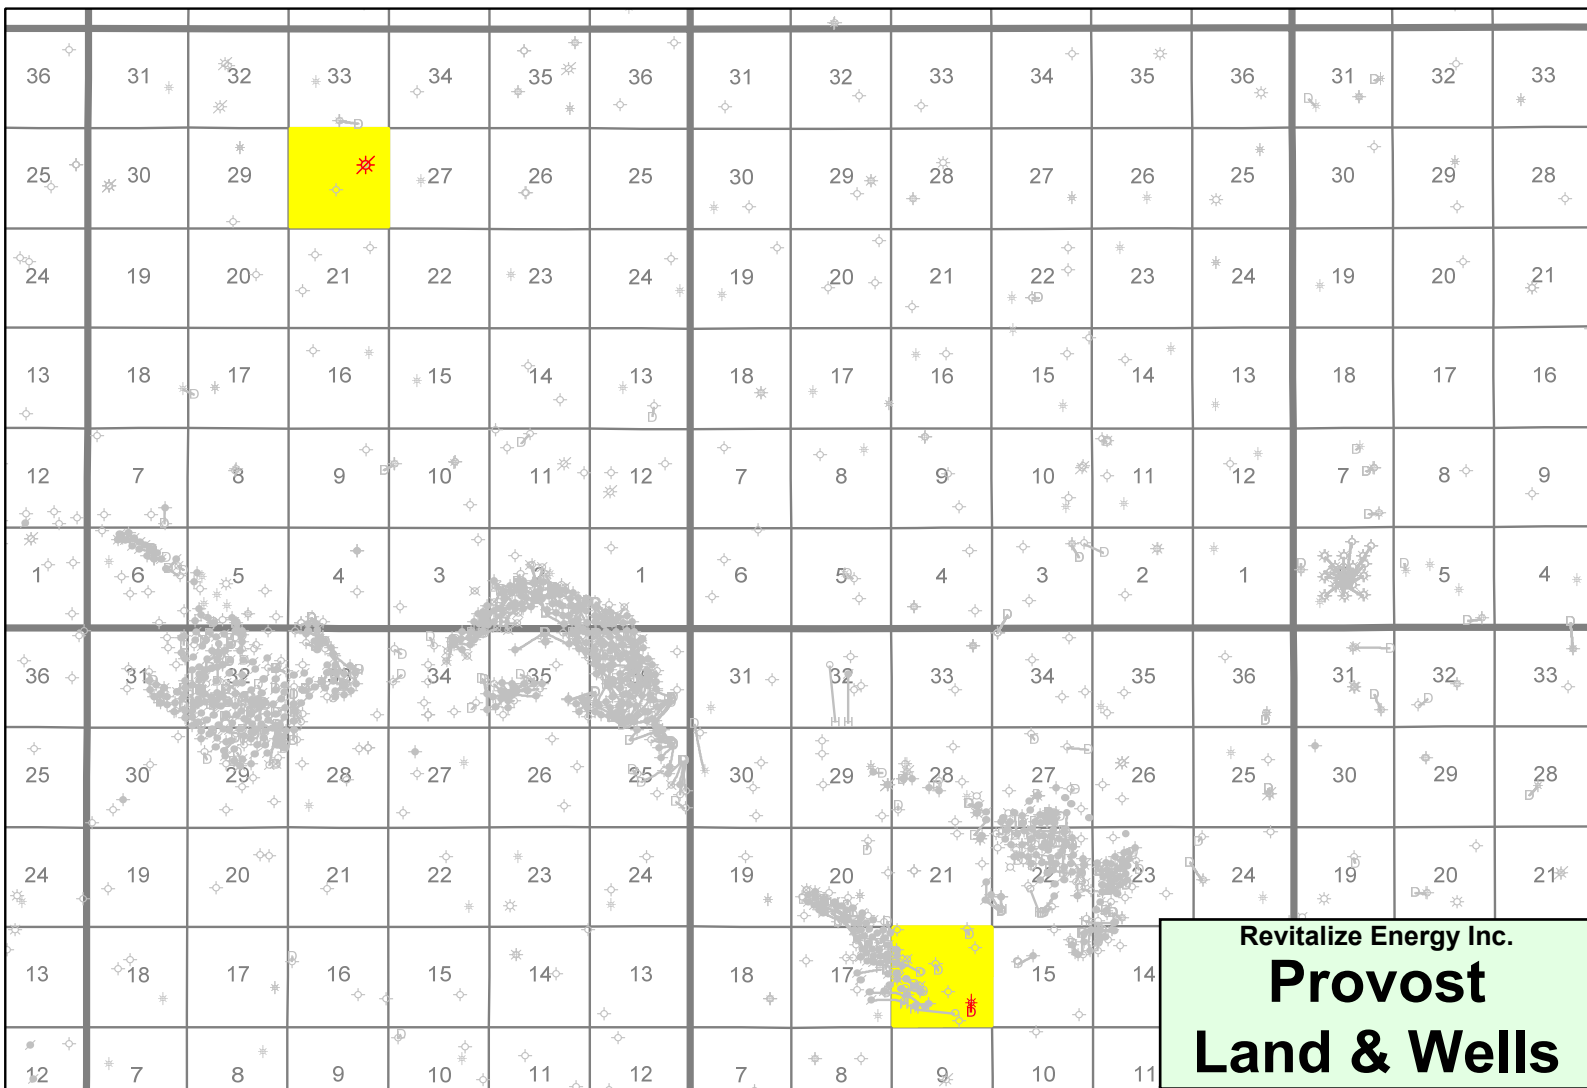 36 31 32 33 34 35 36 31 32 33 34 35 36 31 32 33
25 30 29 27 26 25 30 29 28 27 26 25 30 29 28
24 19 20 21 22 23 24 19 20 21 22 23 24 19 20 21
13 18 17 16 15 14 13 18 17 16 15 14 13 18 17 16
12 7 8 9 10 11 12 7 8 9 10 11 12 7 8 9
1 6 5 4 3 1 6 5 4 3 2 1 5 4
36 31 32 34 35 31 32 33 34 35 36 31 32 33
25 30 29 28 27 26 25 30 29 28 27 26 25 30 29 28
24 19 20 21 22 23 24 19 20 21 22 23 24 19 20 21
13 18 17 16 15 14 13 18 17 15 14
12 7 8 9 10 11 12 7 8 9 10 11
Revitalize Energy Inc.
Provost
Land & Wells